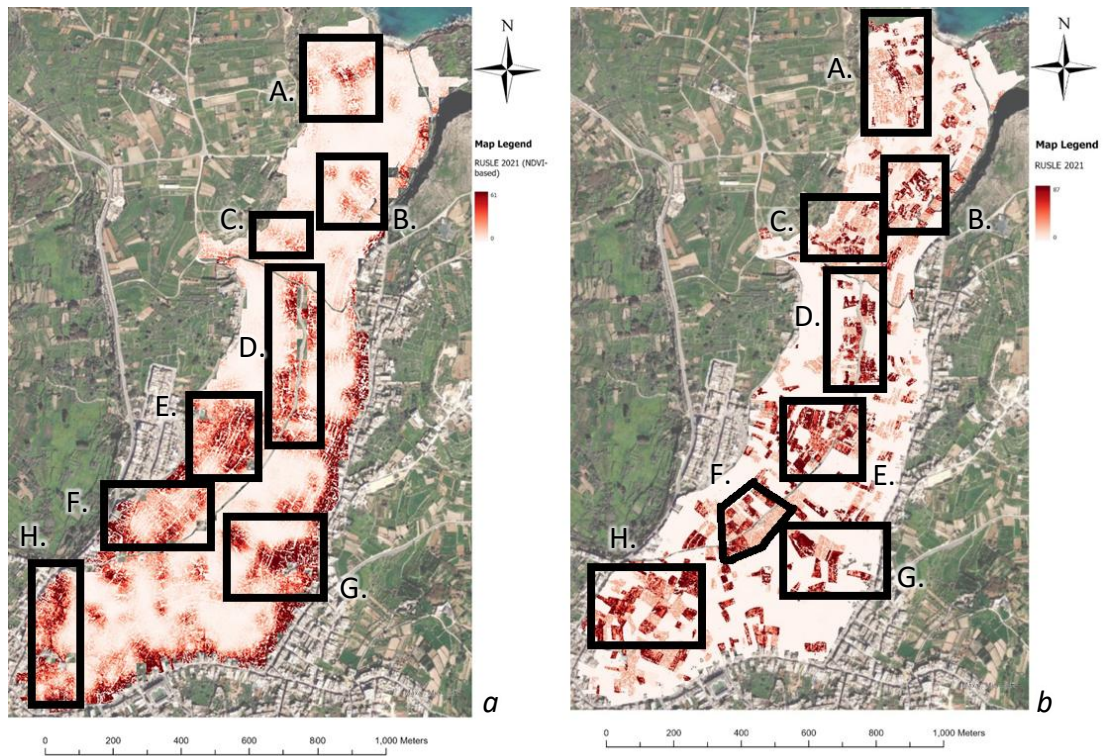 N
A.
Map Legend
RUSLE 2021 (NDVI-
based)
61
0
B.
C.
D.
E.
F.
H.
G.
a
0 200 400 600 800 1,000 Meters
N
A.
Map Legend
RUSLE 2021
87
0
B.
C.
D.
E.
F.
H.
G.
b
0 200 400 600 800 1,000 Meters